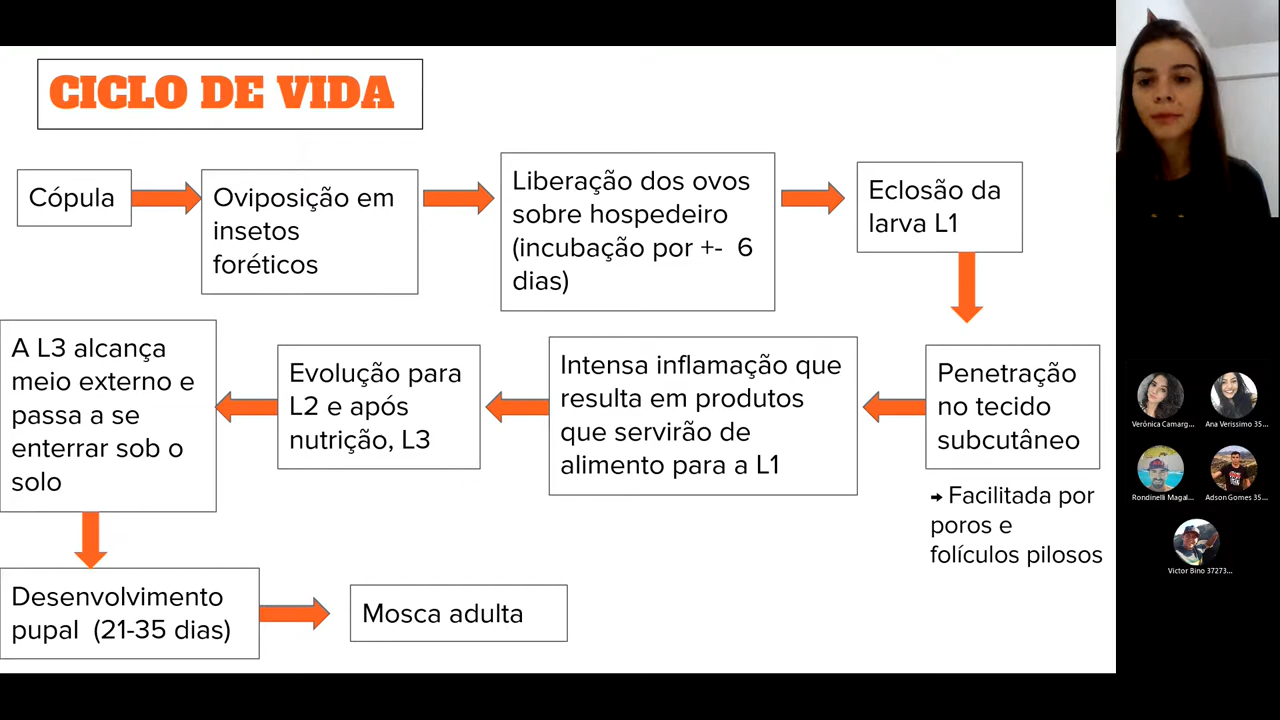 CICLO DE VIDA
Cópula
Oviposição em
insetos
foréticos
Liberação dos ovos
sobre hospedeiro
(incubação por +-  6
dias)
Eclosão da
larva L1
Penetração
no tecido
subcutâneo
→ Facilitada por
poros e
folículos pilosos
Intensa inflamação que
resulta em produtos
que servirão de
alimento para a L1
Evolução para
L2 e após
nutrição, L3
A L3 alcança
meio externo e
passa a se
enterrar sob o
solo
Desenvolvimento
pupal  (21-35 dias)
Mosca adulta
Verônica Camarg...
Ana Verissimo 35...
Rondinelli Magal...
Adson Gomes 35...
Victor Bino 37273...